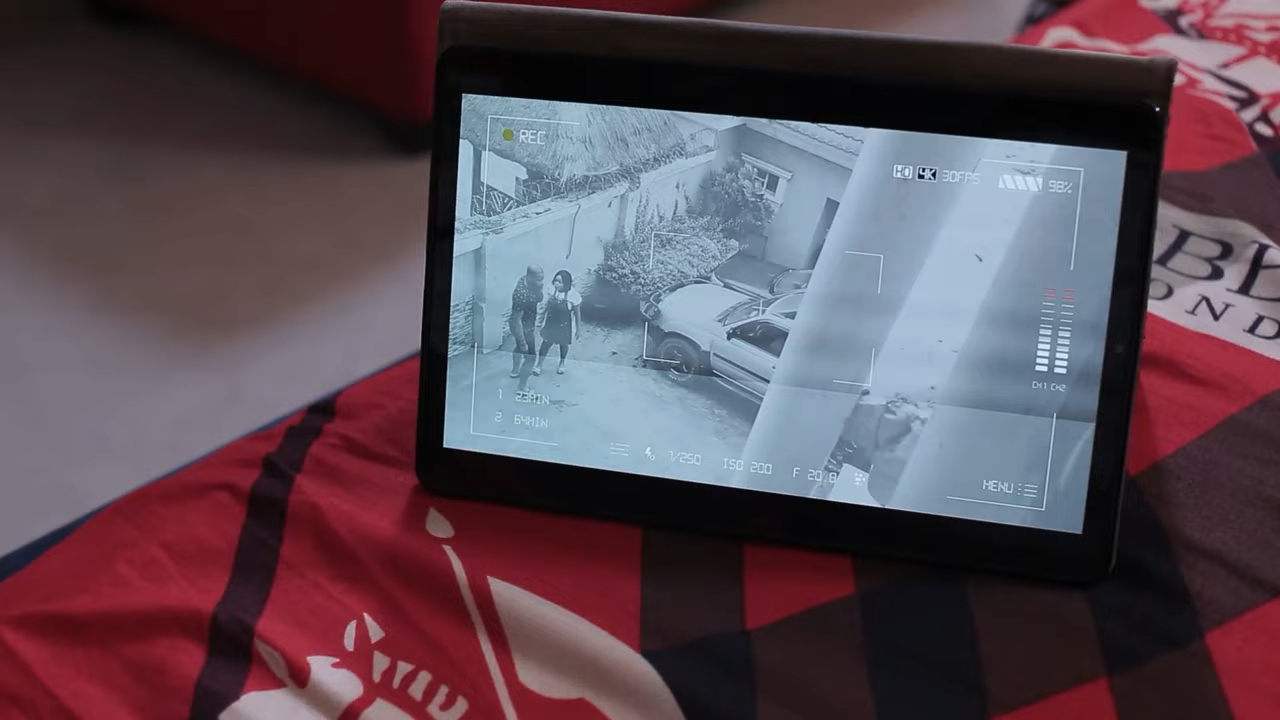 REC
HD 4K 30FPS 98%
1 23MIN
2 64MIN
CH1 CH2
1/250 ISO 200 F 20.8
MENU
OND